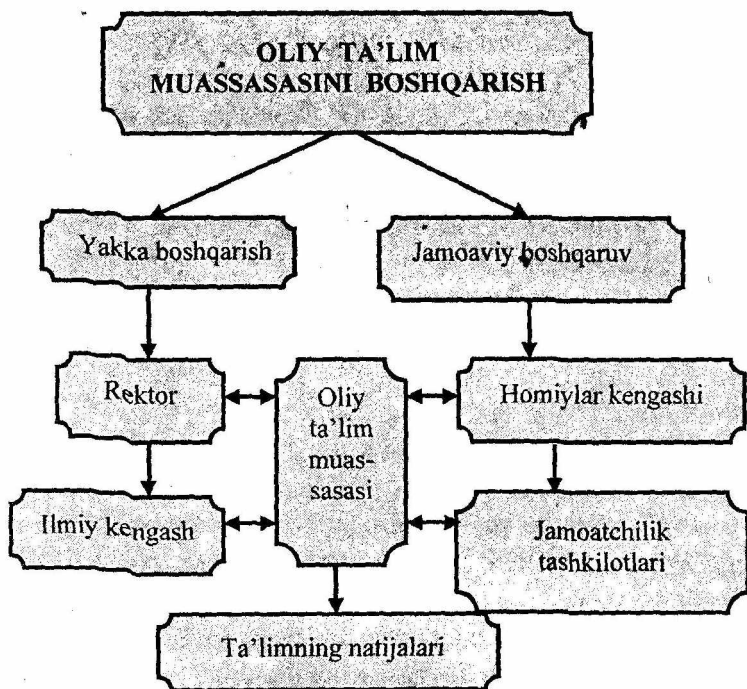 OLIY TA'LIM
MUASSASASINI BOSHQARISH
Yakka boshqarish
Jamoaviy boshqaruv
Rektor
Oliy
ta'lim
muas-
sasasi
Homiylar kengashi
Ilmiy kengash
Jamoatchilik
tashkilotlari
Ta'limning natijalari